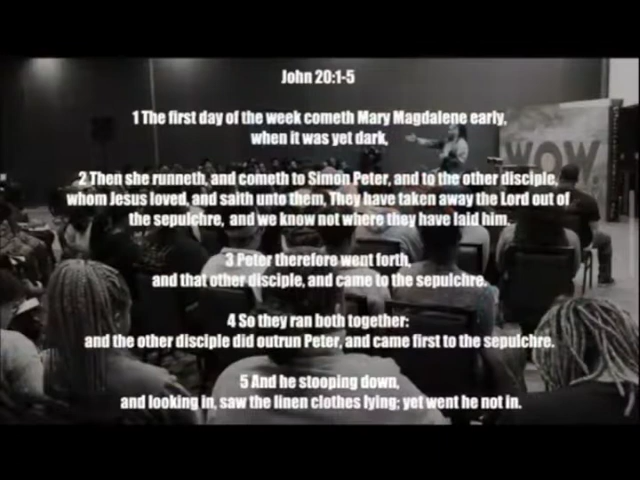 John 20:1-5
1 The first day of the week cometh Mary Magdalene early,
when it was yet dark,
2 Then she runneth, and cometh to Simon Peter, and to the other disciple,
whom Jesus loved, and saith unto them, They have taken away the Lord out of
the sepulchre, and we know not where they have laid him.
3 Peter therefore went forth,
and that other disciple, and came to the sepulchre.
4 So they ran both together:
and the other disciple did outrun Peter, and came first to the sepulchre.
5 And he stooping down,
and looking in, saw the linen clothes lying; yet went he not in.
WOW